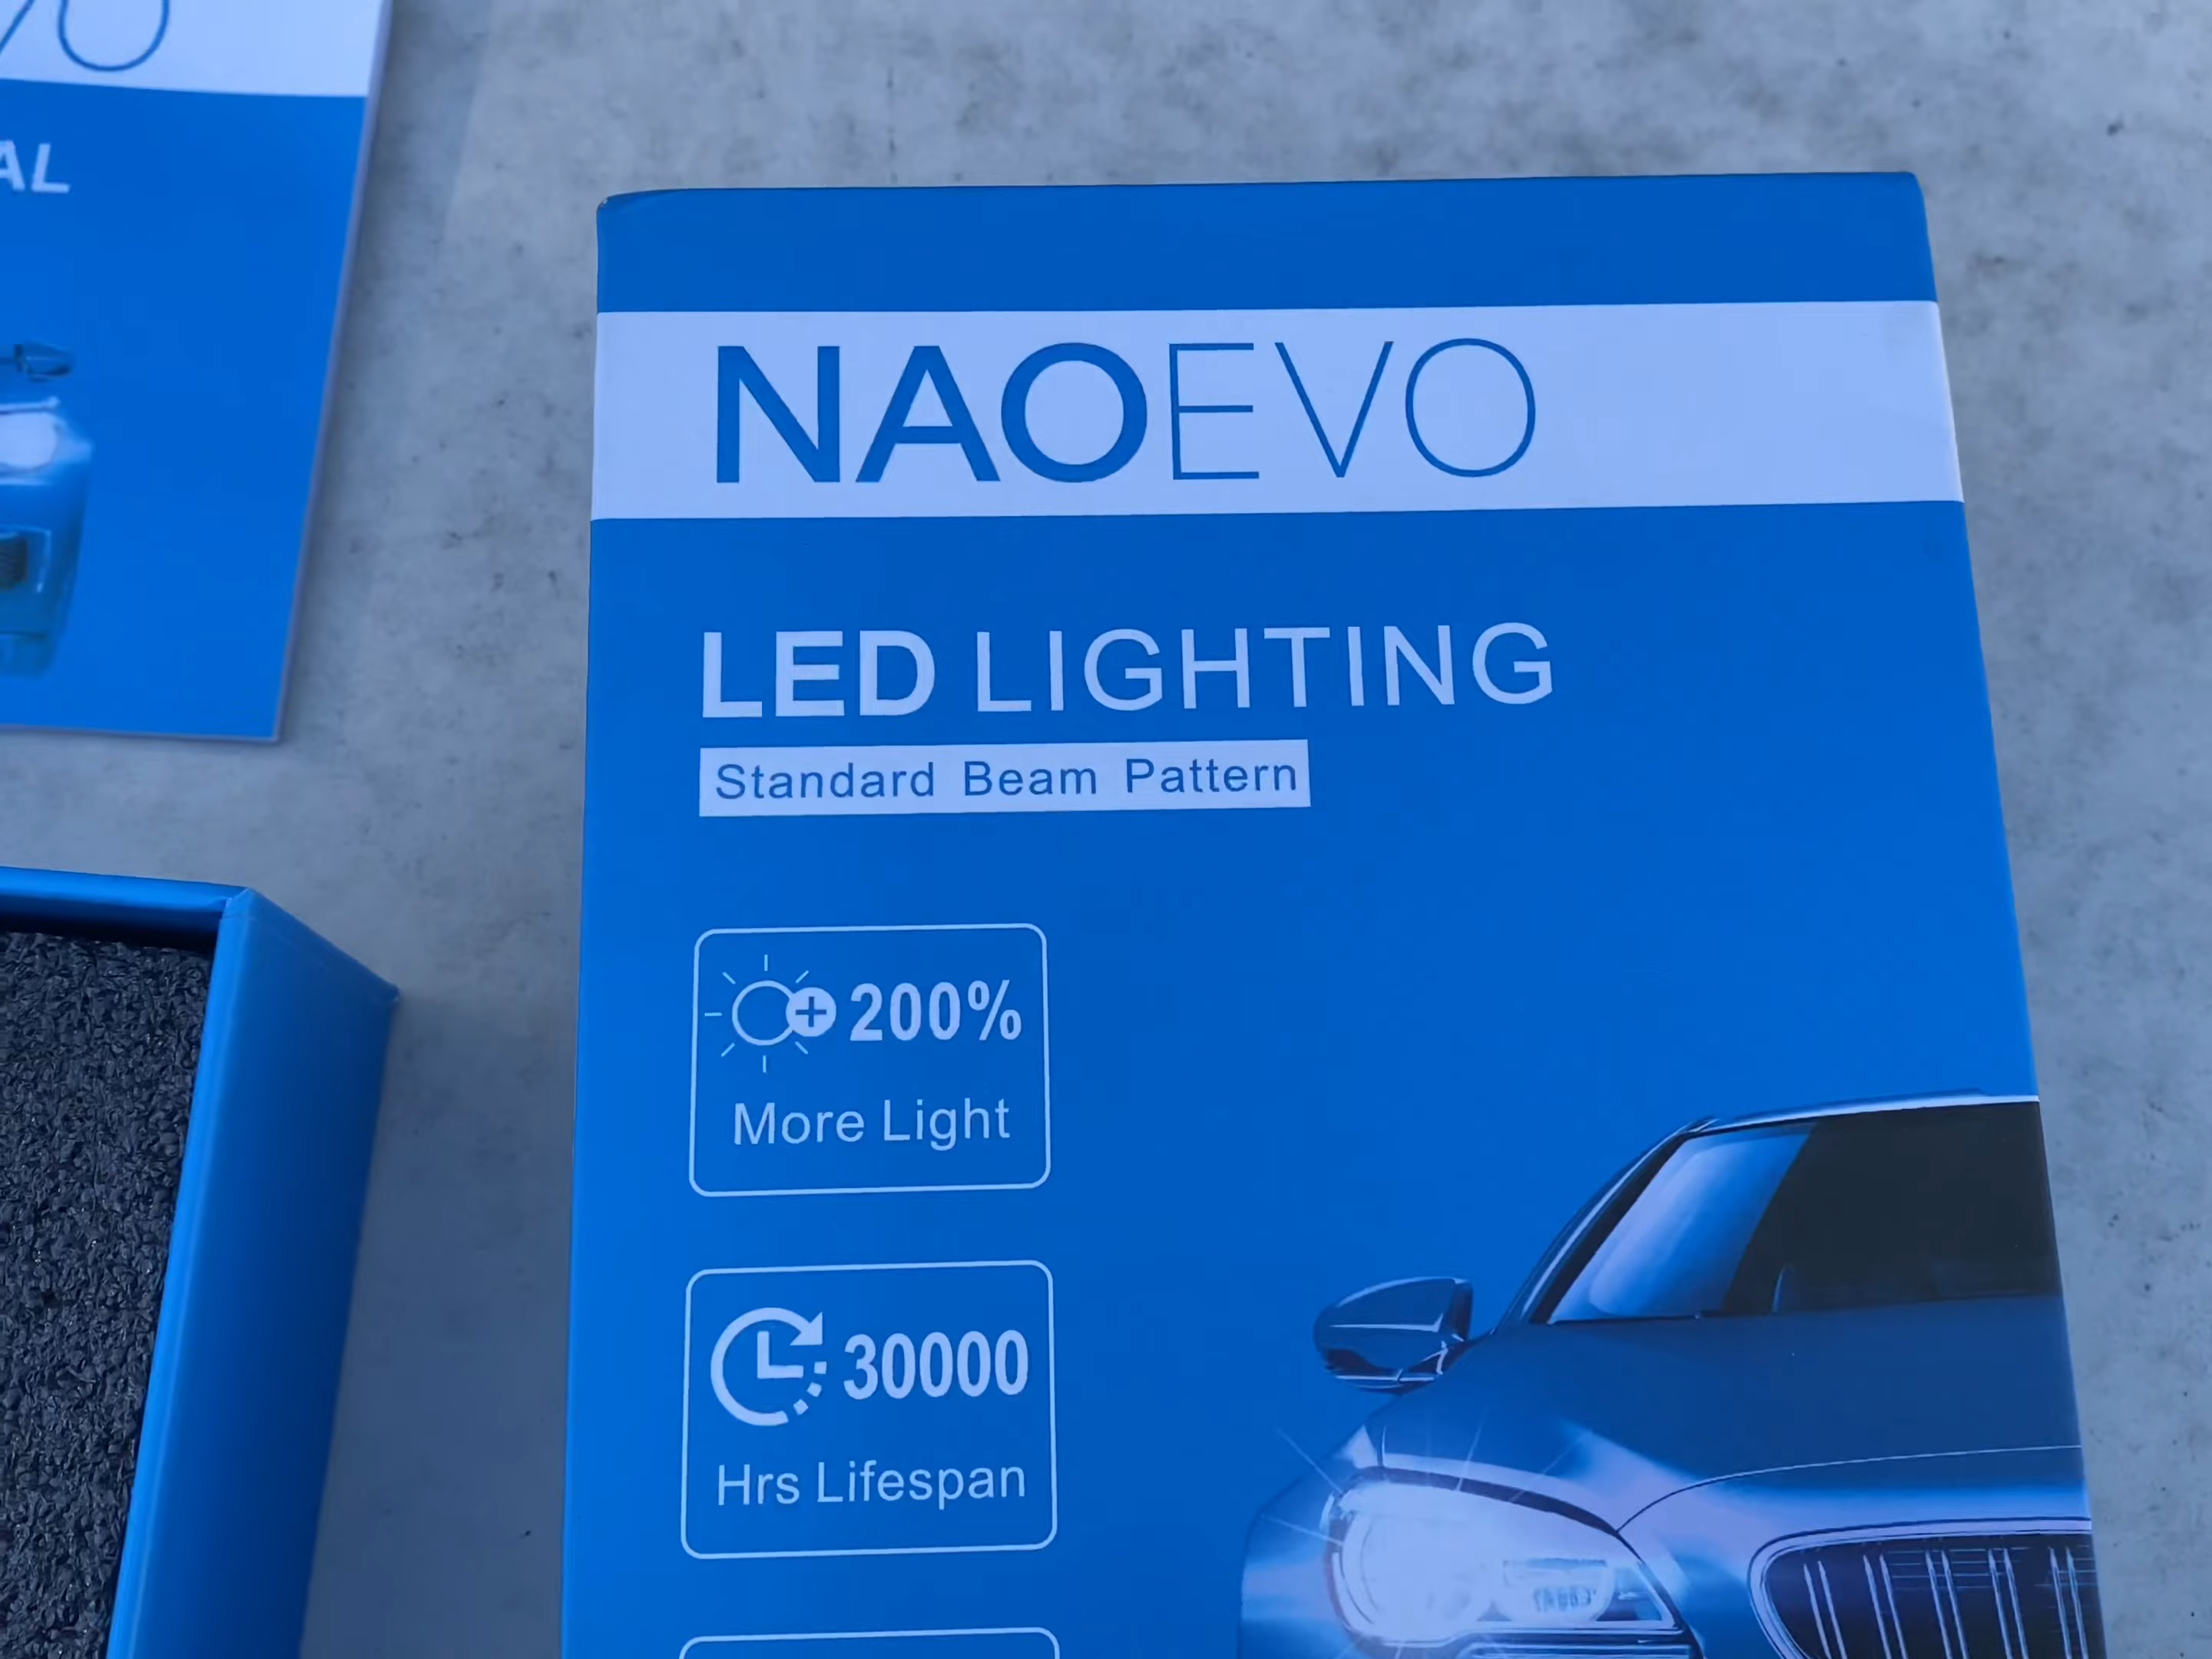 NAOEVO
LED LIGHTING
Standard Beam Pattern
200%
More Light
30000
Hrs Lifespan